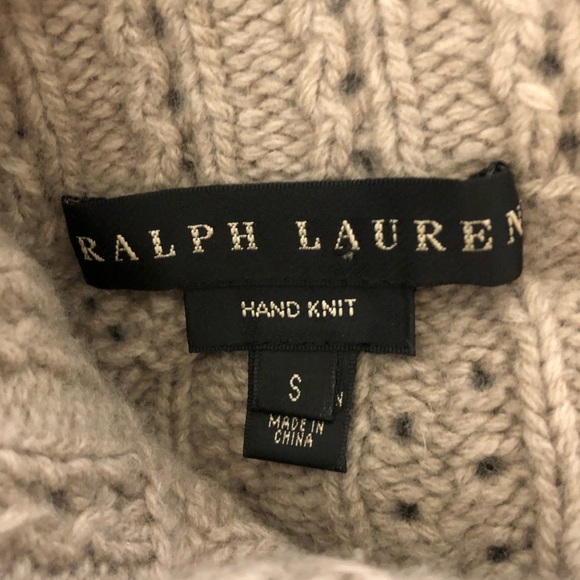 RALPH LAUREN
HAND KNIT
S
N
MADE IN
CHINA